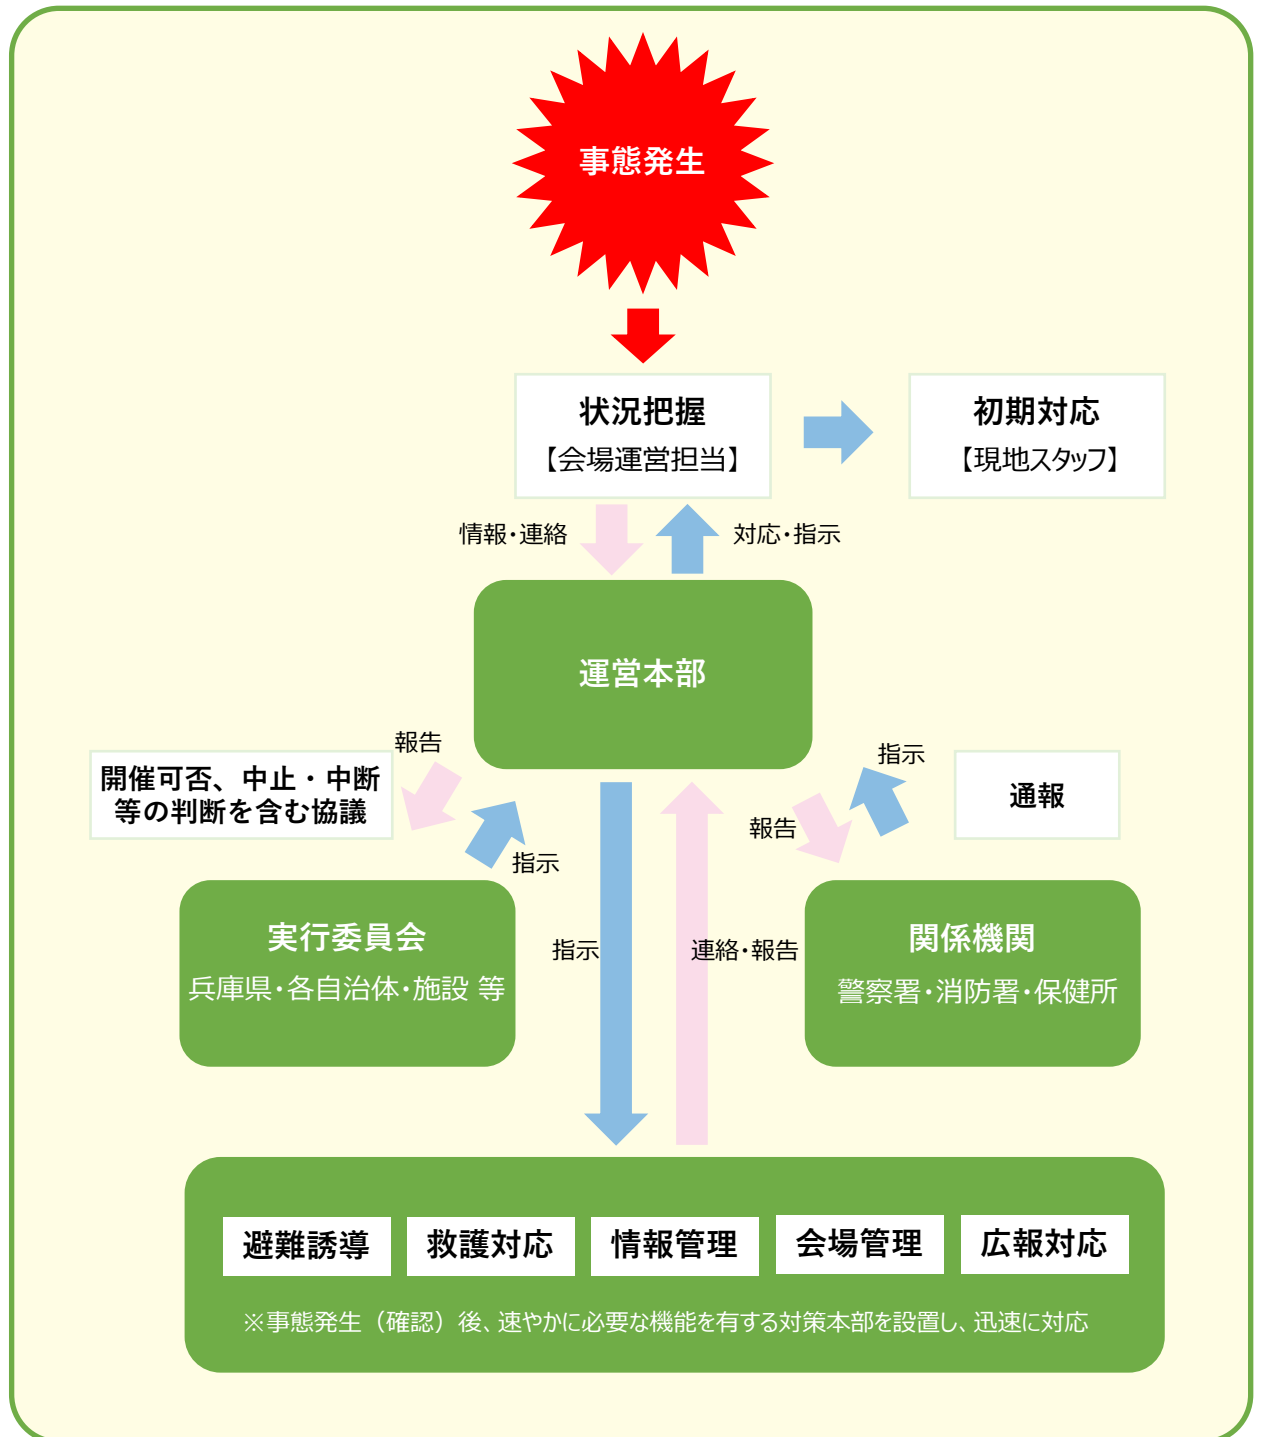 事態発生
状況把握
【会場運営担当】
初期対応
【現地スタッフ】
情報・連絡
対応・指示
運営本部
報告
指示
開催可否、中止・中断
等の判断を含む協議
通報
報告
指示
実行委員会
兵庫県・各自治体・施設 等
指示
連絡・報告
関係機関
警察署・消防署・保健所
避難誘導
救護対応
情報管理
会場管理
広報対応
※事態発生（確認）後、速やかに必要な機能を有する対策本部を設置し、迅速に対応